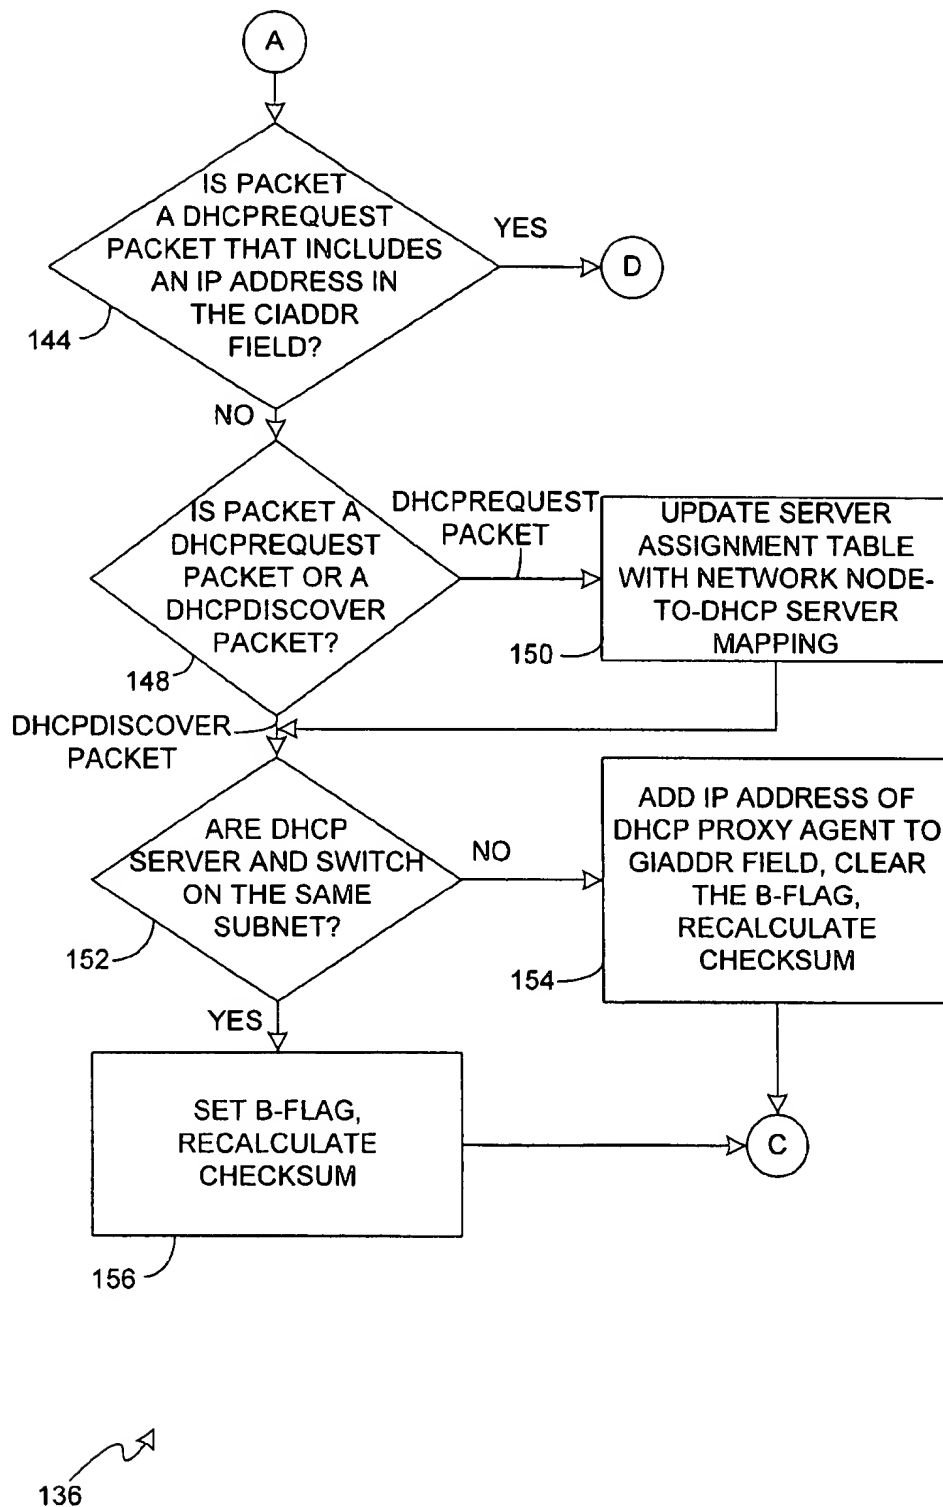 A
IS PACKET
A DHCPREQUEST
PACKET THAT INCLUDES
AN IP ADDRESS IN
THE CIADDR
FIELD?
YES
D
144
NO
IS PACKET A
DHCPREQUEST
PACKET OR A
DHCPDISCOVER
PACKET?
DHCPREQUEST
PACKET
UPDATE SERVER
ASSIGNMENT TABLE
WITH NETWORK NODE-
TO-DHCP SERVER
MAPPING
150
148
DHCPDISCOVER
PACKET
ARE DHCP
SERVER AND SWITCH
ON THE SAME
SUBNET?
NO
ADD IP ADDRESS OF
DHCP PROXY AGENT TO
GIADDR FIELD, CLEAR
THE B-FLAG,
RECALCULATE
CHECKSUM
152
154
YES
SET B-FLAG,
RECALCULATE
CHECKSUM
C
156
136